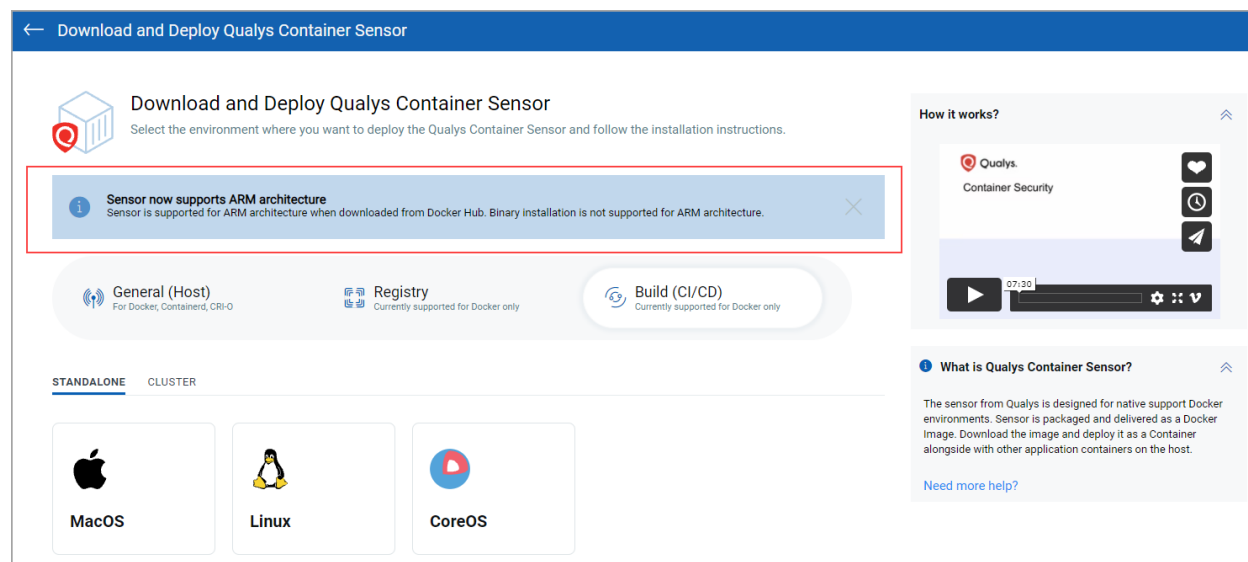 Download and Deploy Qualys Container Sensor
Download and Deploy Qualys Container Sensor
Select the environment where you want to deploy the Qualys Container Sensor and follow the installation instructions.
Sensor now supports ARM architecture
Sensor is supported for ARM architecture when downloaded from Docker Hub. Binary installation is not supported for ARM architecture.
General (Host)
For Docker, Containerd, CRI-O
Registry
Currently supported for Docker only
Build (CI/CD)
Currently supported for Docker only
STANDALONE CLUSTER
MacOS
Linux
CoreOS
How it works?
Qualys.
Container Security
07:30
What is Qualys Container Sensor?
The sensor from Qualys is designed for native support Docker
environments. Sensor is packaged and delivered as a Docker
Image. Download the image and deploy it as a Container
alongside with other application containers on the host.
Need more help?